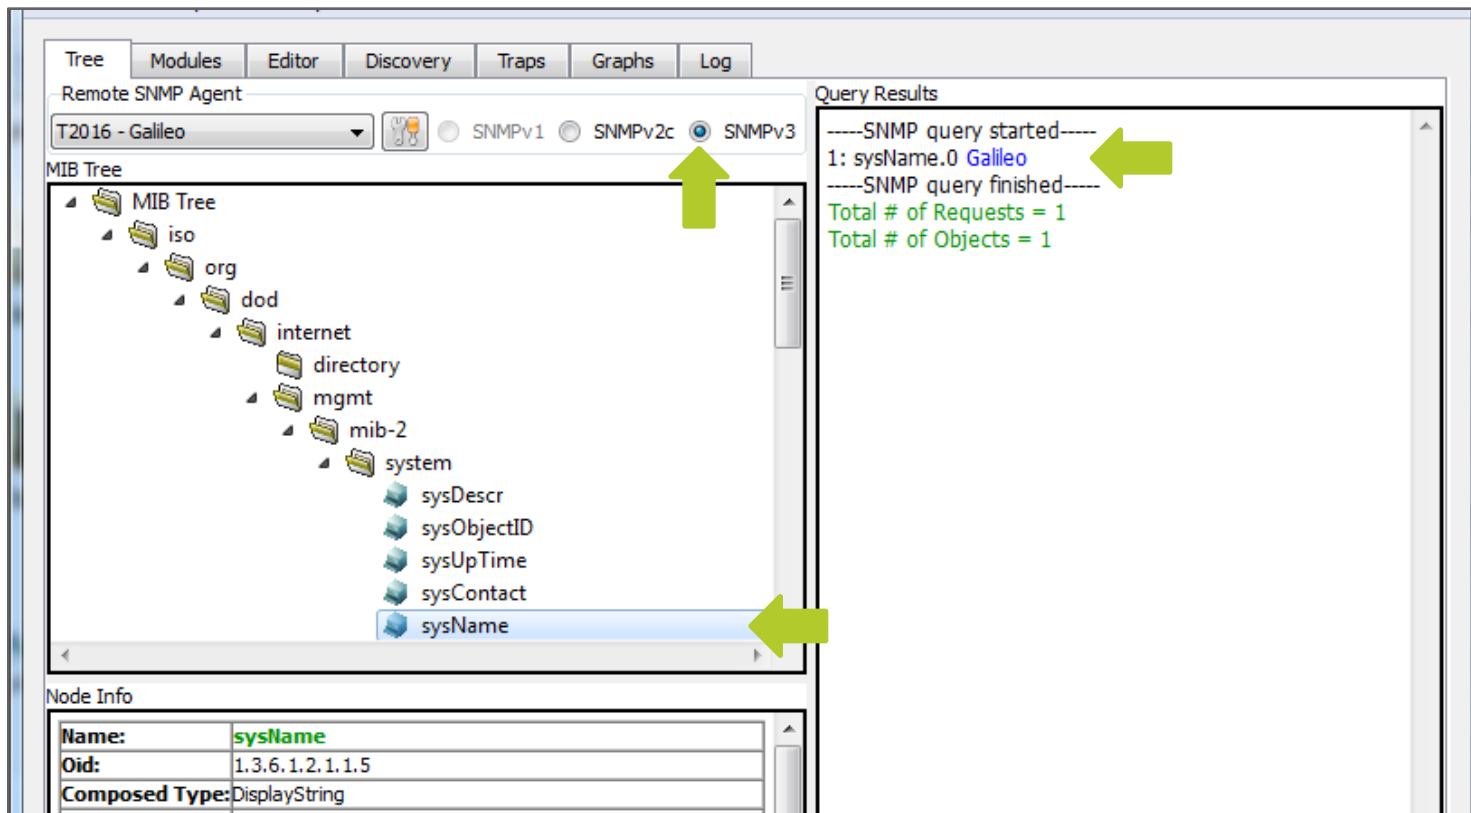 Tree Modules Editor Discovery Traps Graphs Log
Remote SNMP Agent
T2016 - Galileo SNMPv1 SNMPv2c SNMPv3
MIB Tree
MIB Tree
iso
org
dod
internet
directory
mgmt
mib-2
system
sysDescr
sysObjectID
sysUpTime
sysContact
sysName
Node Info
Name: sysName
Oid: 1.3.6.1.2.1.1.5
Composed Type: DisplayString
Query Results
-----SNMP query started-----
1: sysName.0 Galileo
-----SNMP query finished-----
Total # of Requests = 1
Total # of Objects = 1